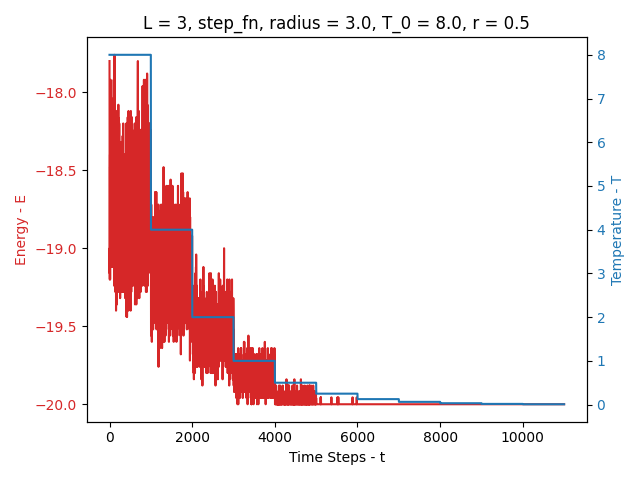 L = 3, step_fn, radius = 3.0, T_0 = 8.0, r = 0.5
−18.0
−18.5
−19.0
−19.5
−20.0
Energy - E
8
7
6
5
4
3
2
1
0
Temperature - T
0 2000 4000 6000 8000 10000
Time Steps - t